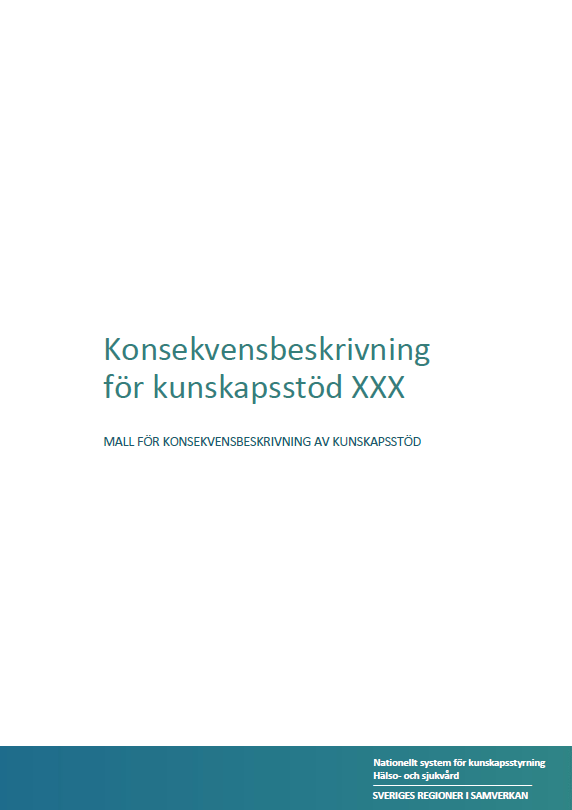 Konsekvensbeskrivning
för kunskapsstöd XXX
MALL FÖR KONSEKVENSBESKRIVNING AV KUNSKAPSSTÖD
Nationellt system för kunskapsstyrning
Hälso- och sjukvård
SVERIGES REGIONER I SAMVERKAN